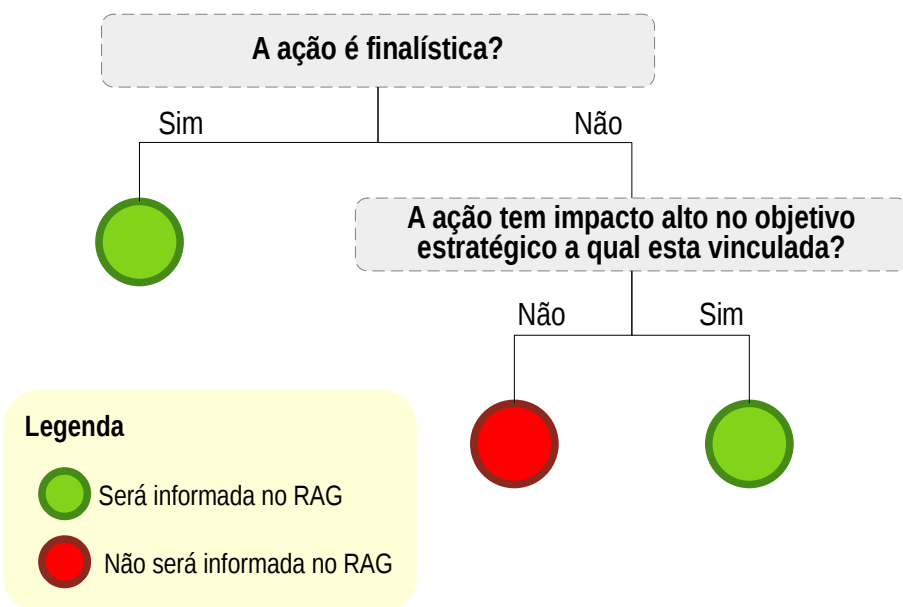 A ação é finalística?
Sim
Não
A ação tem impacto alto no objetivo
estratégico a qual esta vinculada?
Não
Sim
Legenda
Será informada no RAG
Não será informada no RAG